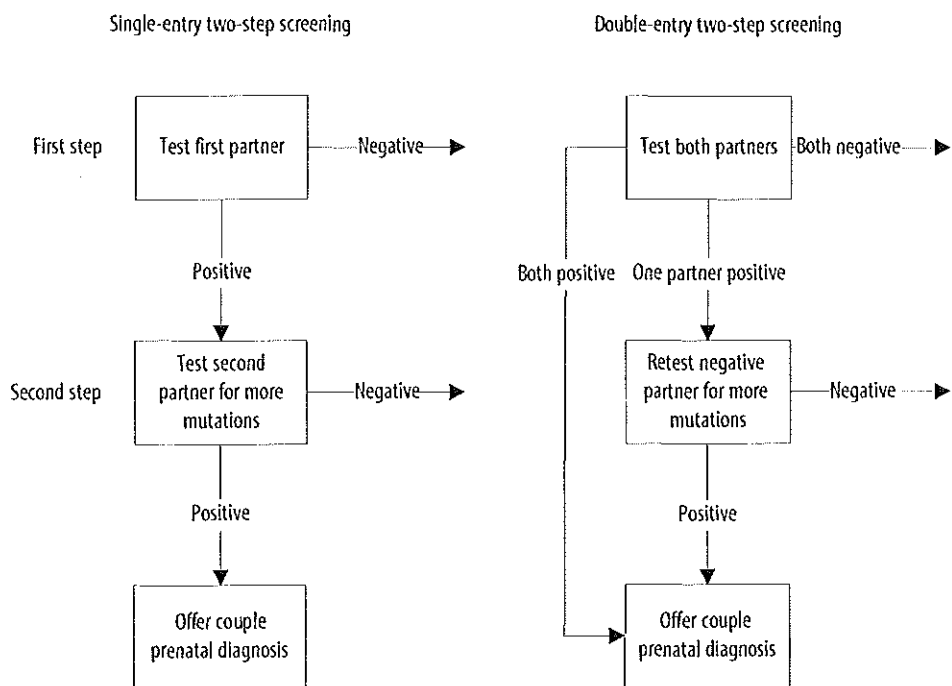 Single-entry two-step screening
Double-entry two-step screening
First step
Test first partner
Negative
Test both partners
Both negative
Positive
Both positive
One partner positive
Second step
Test second
partner for more
mutations
Negative
Retest negative
partner for more
mutations
Negative
Positive
Positive
Offer couple
prenatal diagnosis
Offer couple
prenatal diagnosis